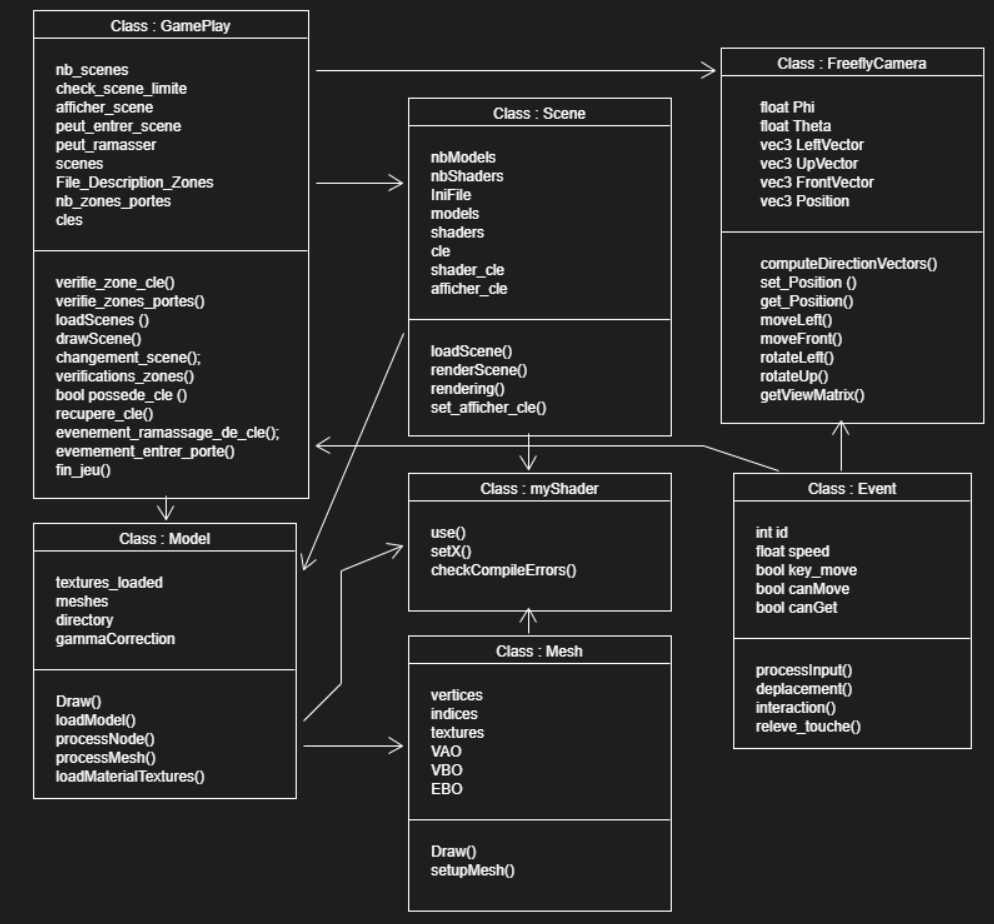 Class : GamePlay
nb_scenes
check_scene_limite
afficher_scene
peut_entrer_scene
peut_ramasser
scenes
File_Description_Zones
nb_zones_portes
cles
verifie_zone_cle()
verifie_zones_portes()
loadScenes ()
drawScene()
changement_scene();
verifications_zones()
bool possede_cle ()
recupere_cle()
evenement_ramassage_de_cle();
evemement_entrer_porte()
fin_jeu()
Class : Scene
nbModels
nbShaders
IniFile
models
shaders
cle
shader_cle
afficher_cle
loadScene()
renderScene()
rendering()
set_afficher_cle()
Class : FreeflyCamera
float Phi
float Theta
vec3 LeftVector
vec3 UpVector
vec3 FrontVector
vec3 Position
computeDirectionVectors()
set_Position ()
get_Position()
moveLeft()
moveFront()
rotateLeft()
rotateUp()
getViewMatrix()
Class : Model
textures_loaded
meshes
directory
gammaCorrection
Draw()
loadModel()
processNode()
processMesh()
loadMaterialTextures()
Class : myShader
use()
setX()
checkCompileErrors()
Class : Mesh
vertices
indices
textures
VAO
VBO
EBO
Draw()
setupMesh()
Class : Event
int id
float speed
bool key_move
bool canMove
bool canGet
processInput()
deplacement()
interaction()
releve_touche()